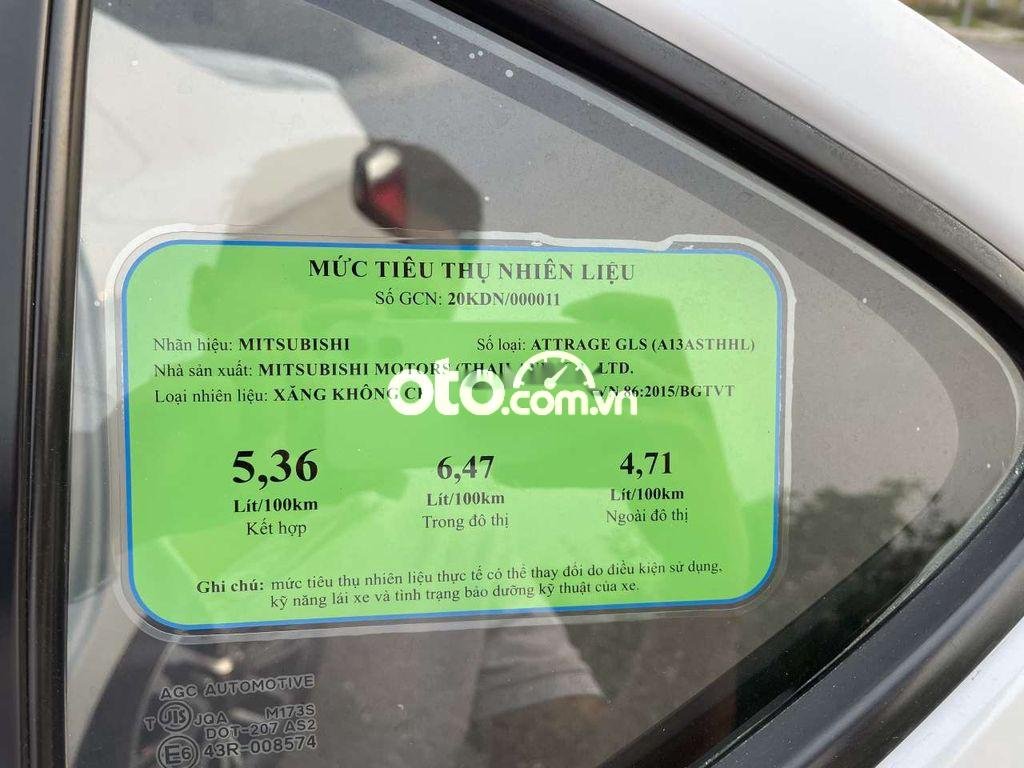 MỨC TIÊU THỤ NHIÊN LIỆU
Số GCN: 20KDN/000011
Nhãn hiệu: MITSUBISHI Số loại: ATTRAGE GLS (A13ASTHHL)
Nhà sản xuất: MITSUBISHI MOTORS LTD.
Loại nhiên liệu: XĂNG KHÔNG 86:2015/BGTVT
oto.com.vn
5,36 6,47 4,71
Lít/100km Lít/100km Lít/100km
Kết hợp Trong đô thị Ngoài đô thị
Ghi chú: mức tiêu thụ nhiên liệu thực tế có thể thay đổi do điều kiện sử dụng,
kỹ năng lái xe và tình trạng bảo dưỡng kỹ thuật của xe.
AGC AUTOMOTIVE
T JIS JQA M173S
DOT-207 AS2
E6 43R-008574